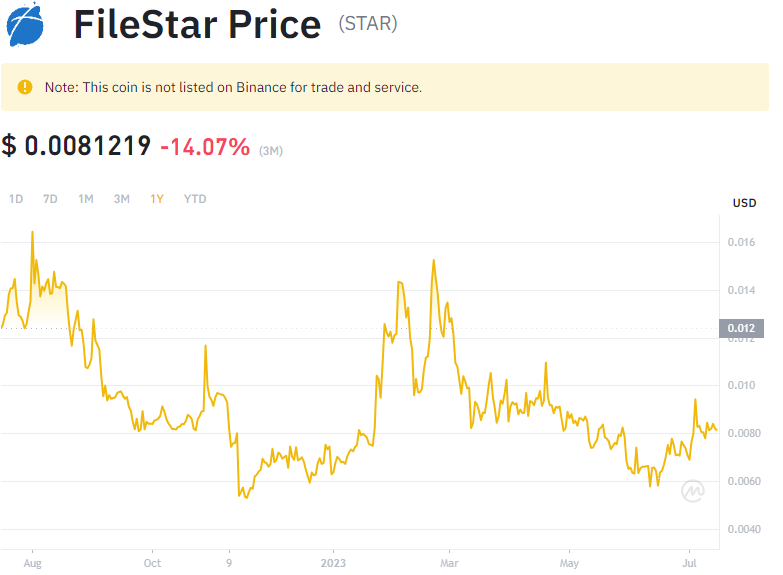 FileStar Price (STAR)
Note: This coin is not listed on Binance for trade and service.
$ 0.0081219 -14.07% (3M)
1D 7D 1M 3M 1Y YTD
USD
0.016
0.014
0.012
0.012
0.010
0.0080
0.0060
0.0040
Aug Oct 9 2023 Mar May Jul